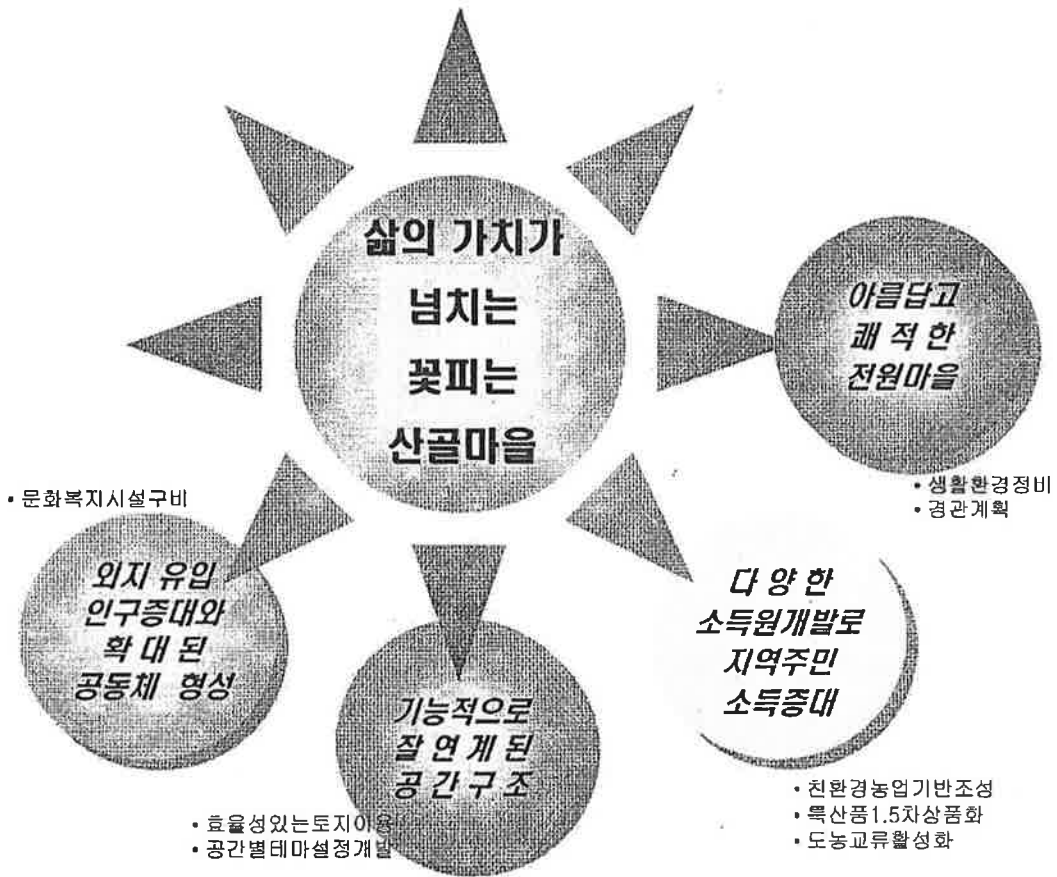 삶의 가치가
넘치는
꽃피는
산골마을
아름답고
쾌 적 한
전원마을
• 생활환경정비
• 경관계획
• 문화복지시설구비
외지 유입
인구증대와
확 대 된
공동체 형성
다 양 한
소득원개발로
지역주민
소득증대
기능적으로
잘 연 계 된
공 간 구 조
• 친환경농업기반조성
• 특산품1.5차상품화
• 도농교류활성화
• 효율성있는토지이용
• 공간별테마설정개발